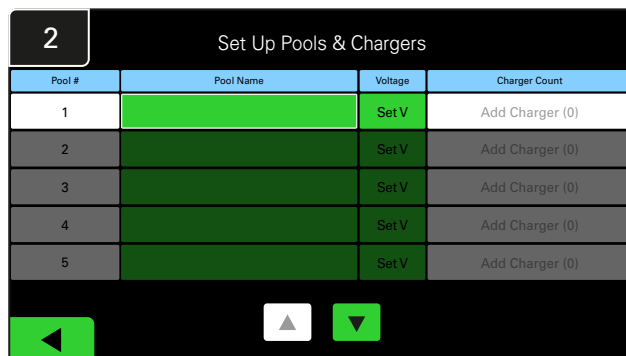 2
Set Up Pools & Chargers
Pool # Pool Name Voltage Charger Count
1 Set V Add Charger (0)
2 Set V Add Charger (0)
3 Set V Add Charger (0)
4 Set V Add Charger (0)
5 Set V Add Charger (0)